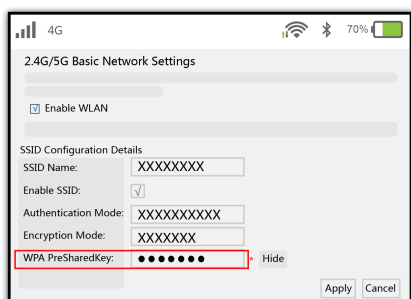 4G 70%
2.4G/5G Basic Network Settings
√ Enable WLAN
SSID Configuration Details
SSID Name: XXXXXXXX
Enable SSID: √
Authentication Mode: XXXXXXXXXX
Encryption Mode: XXXXXXX
WPA PreSharedKey: ●●●●●●● * Hide
Apply Cancel